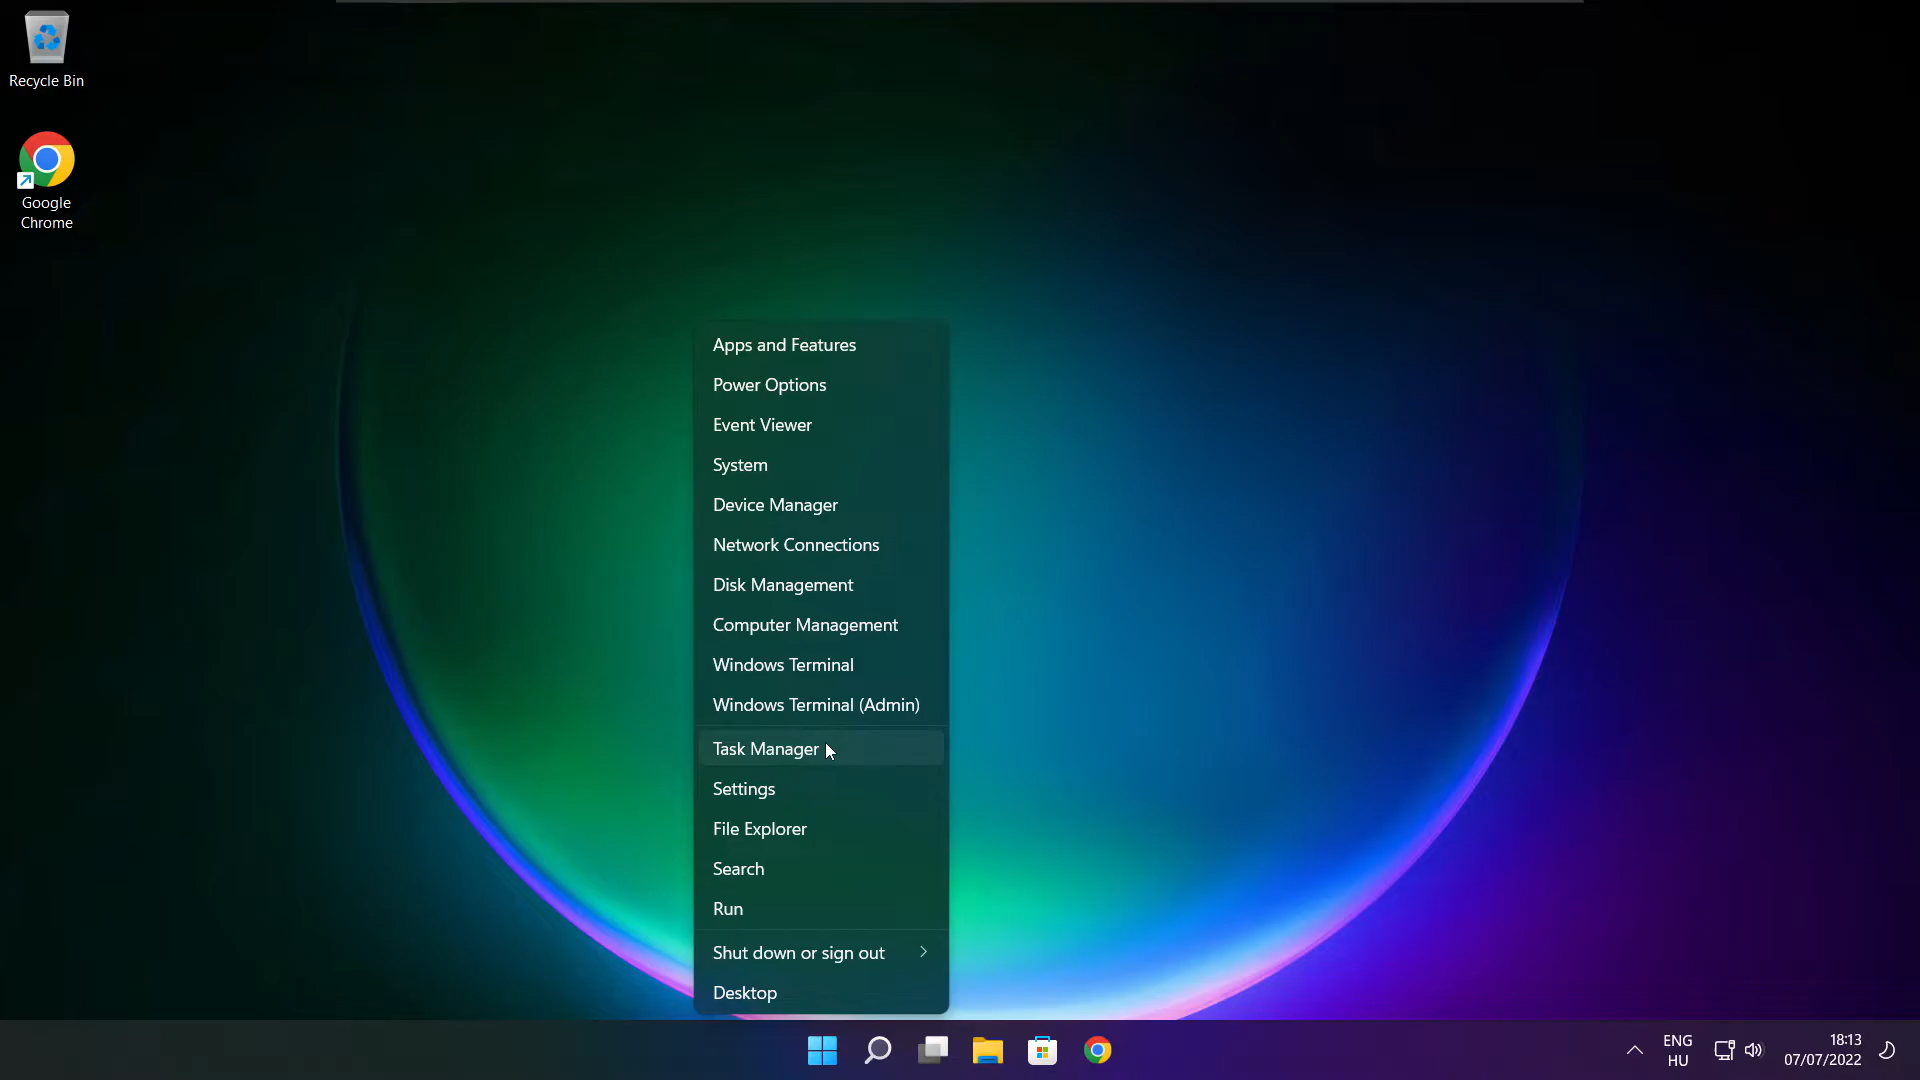 Recycle Bin
Google
Chrome
Apps and Features
Power Options
Event Viewer
System
Device Manager
Network Connections
Disk Management
Computer Management
Windows Terminal
Windows Terminal (Admin)
Task Manager
Settings
File Explorer
Search
Run
Shut down or sign out
Desktop
ENG
HU
18:13
07/07/2022